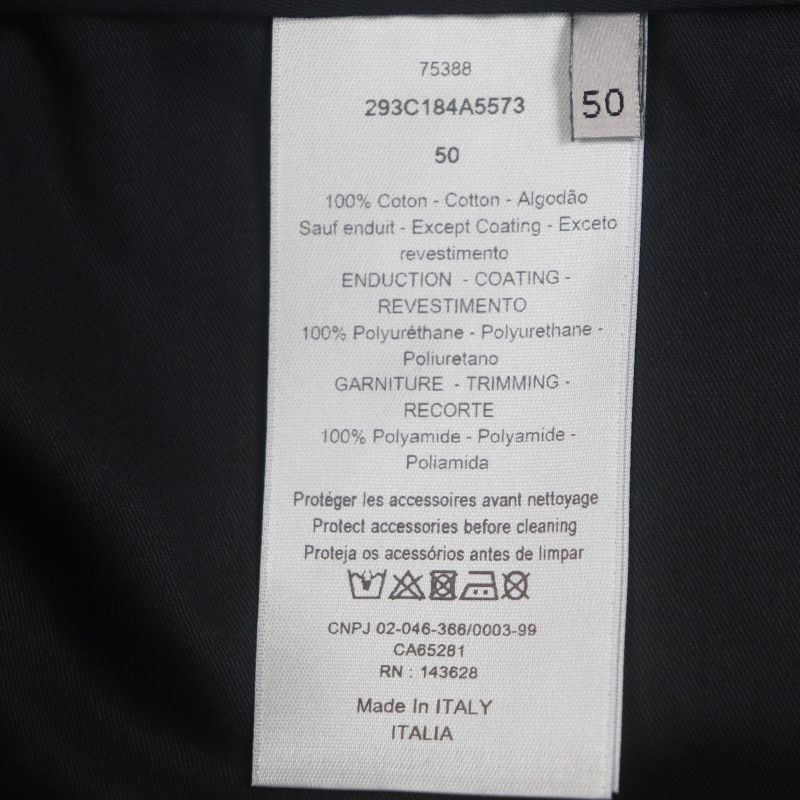 75388
293C184A5573
50
50
100% Coton - Cotton - Algodão
Sauf enduit - Except Coating - Exceto
revestimento
ENDUCTION - COATING -
REVESTIMENTO
100% Polyuréthane - Polyurethane -
Poliuretano
GARNITURE - TRIMMING -
RECORTE
100% Polyamide - Polyamide -
Poliamida
Protéger les accessoires avant nettoyage
Protect accessories before cleaning
Proteja os acessórios antes de limpar
CNPJ 02-046-366/0003-99
CA65281
RN : 143628
Made In ITALY
ITALIA